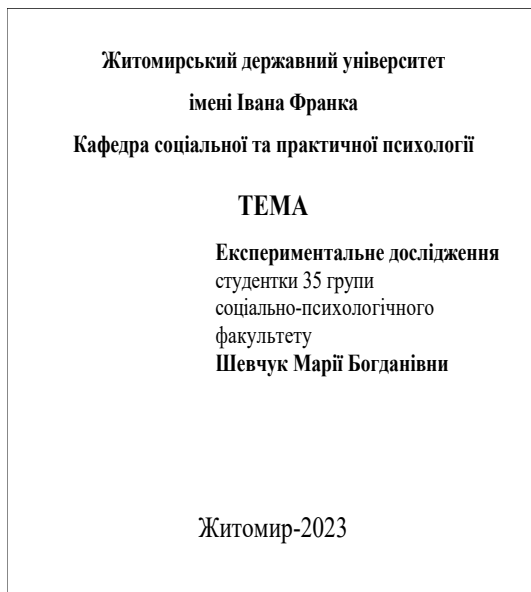 Житомирський державний університет
імені Івана Франка
Кафедра соціальної та практичної психології
ТЕМА
Експериментальне дослідження
студентки 35 групи
соціально-психологічного
факультету
Шевчук Марії Богданівни
Житомир-2023